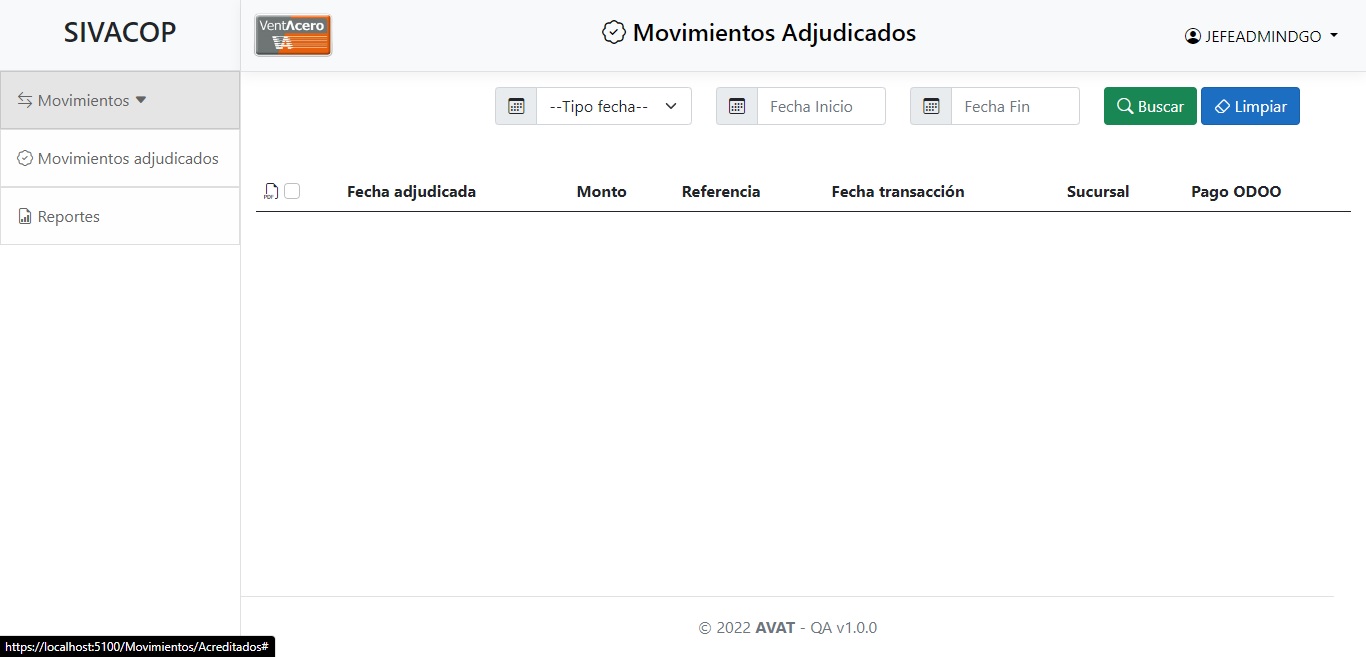 SIVACOP
VentAcero
VA
Movimientos Adjudicados
JEFEADMINDGO
Movimientos
Movimientos adjudicados
Reportes
--Tipo fecha--
Fecha Inicio
Fecha Fin
Buscar
Limpiar
PDF
Fecha adjudicada
Monto
Referencia
Fecha transacción
Sucursal
Pago ODOO
© 2022 AVAT - QA v1.0.0
https://localhost:5100/Movimientos/Acreditados#